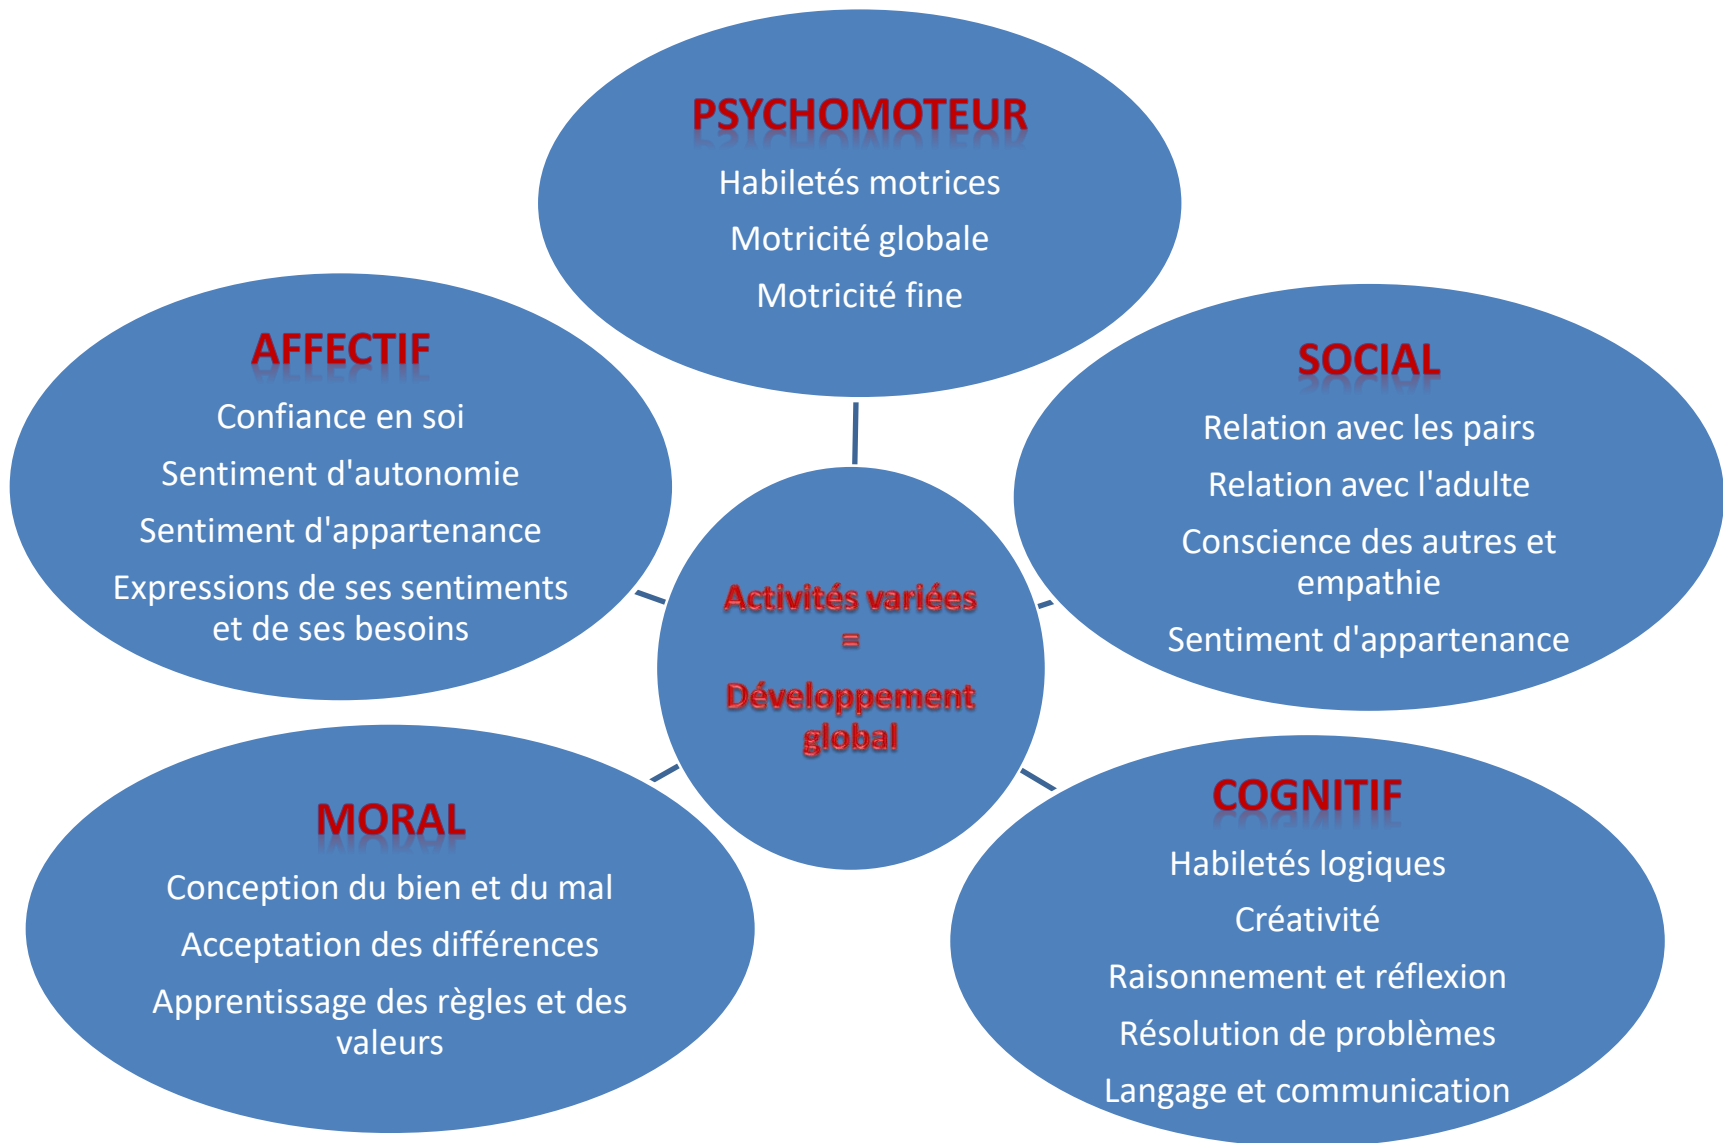 PSYCHOMOTEUR
Habiletés motrices
Motricité globale
Motricité fine
AFFECTIF
Confiance en soi
Sentiment d'autonomie
Sentiment d'appartenance
Expressions de ses sentiments
et de ses besoins
SOCIAL
Relation avec les pairs
Relation avec l'adulte
Conscience des autres et
empathie
Sentiment d'appartenance
Activités variées
=
Développement
global
MORAL
Conception du bien et du mal
Acceptation des différences
Apprentissage des règles et des
valeurs
COGNITIF
Habiletés logiques
Créativité
Raisonnement et réflexion
Résolution de problèmes
Langage et communication